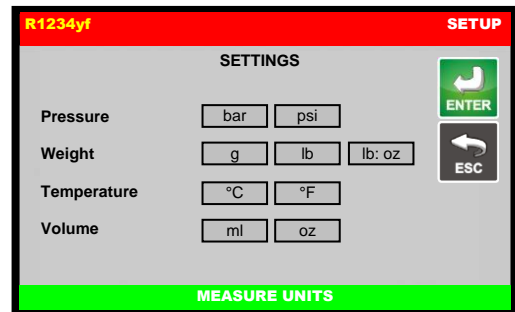 R1234yf SETUP
SETTINGS
ENTER
Pressure bar psi
Weight g lb lb: oz
ESC
Temperature °C °F
Volume ml oz
MEASURE UNITS